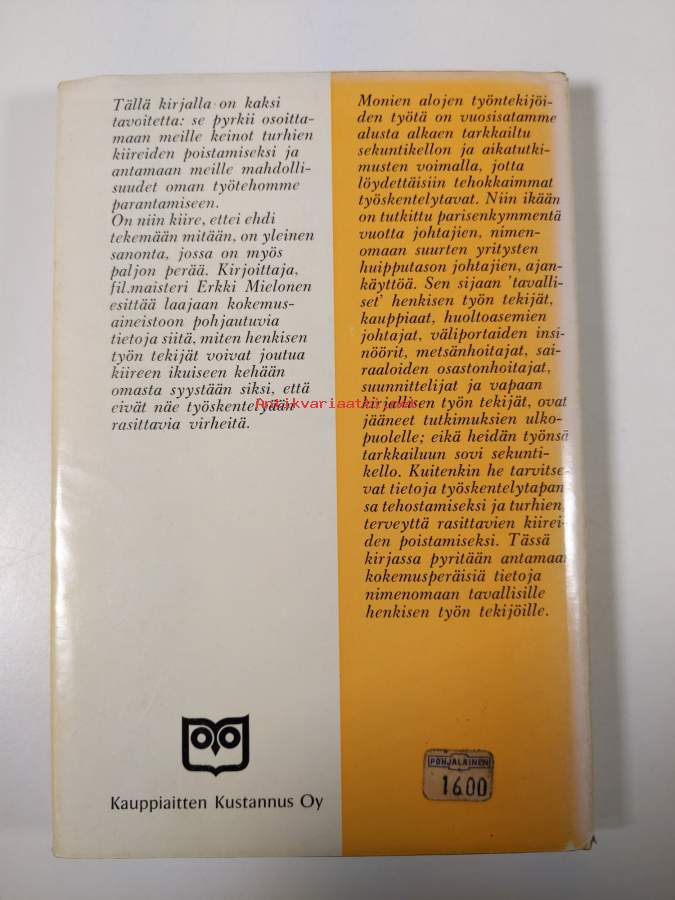 Tällä kirjalla on kaksi
tavoitetta: se pyrkii osoitta-
maan meille keinot turhien
kiireiden poistamiseksi ja
antamaan meille mahdolli-
suudet oman työtehomme
parantamiseen.
On niin kiire, ettei ehdi
tekemään mitään, on yleinen
sanonta, jossa on myös
paljon perää. Kirjoittaja,
fil.maisteri Erkki Mielonen
esittää laajaan kokemus-
aineistoon pohjautuvia
tietoja siitä, miten henkisen
työn tekijät voivat joutua
kiireen ikuiseen kehään
omasta syystään siksi, että
eivät näe työskentelyään
rasittavia virheitä.
Kauppiaitten Kustannus Oy
Monien alojen työntekijöi-
den työtä on vuosisatamme
alusta alkaen tarkkailtu
sekuntikellon ja aikatutki-
musten voimalla, jotta
löydettäisiin tehokkaimmat
työskentelytavat. Niin ikään
on tutkittu parisenkymmentä
vuotta johtajien, nimen-
omaan suurten yritysten
huipputason johtajien, ajan-
käyttöä. Sen sijaan 'tavalli-
set' henkisen työn tekijät,
kauppiaat, huoltoasemien
johtajat, väliportaiden insi-
nöörit, metsänhoitajat, sai-
raaloiden osastonhoitajat,
suunnittelijat ja vapaan
kirjallisen työn tekijät, ovat
jääneet tutkimuksien ulko-
puolelle; eikä heidän työnsä
tarkkailuun sovi sekunti-
kello. Kuitenkin he tarvitse-
vat tietoja työskentelytapan
sa tehostamiseksi ja turhien,
terveyttä rasittavien kiirei-
den poistamiseksi. Tässä
kirjassa pyritään antamaan
kokemusperäisiä tietoja
nimenomaan tavallisille
henkisen työn tekijöille.
POHJALAINEN
16.00
Antikvariaatti.net